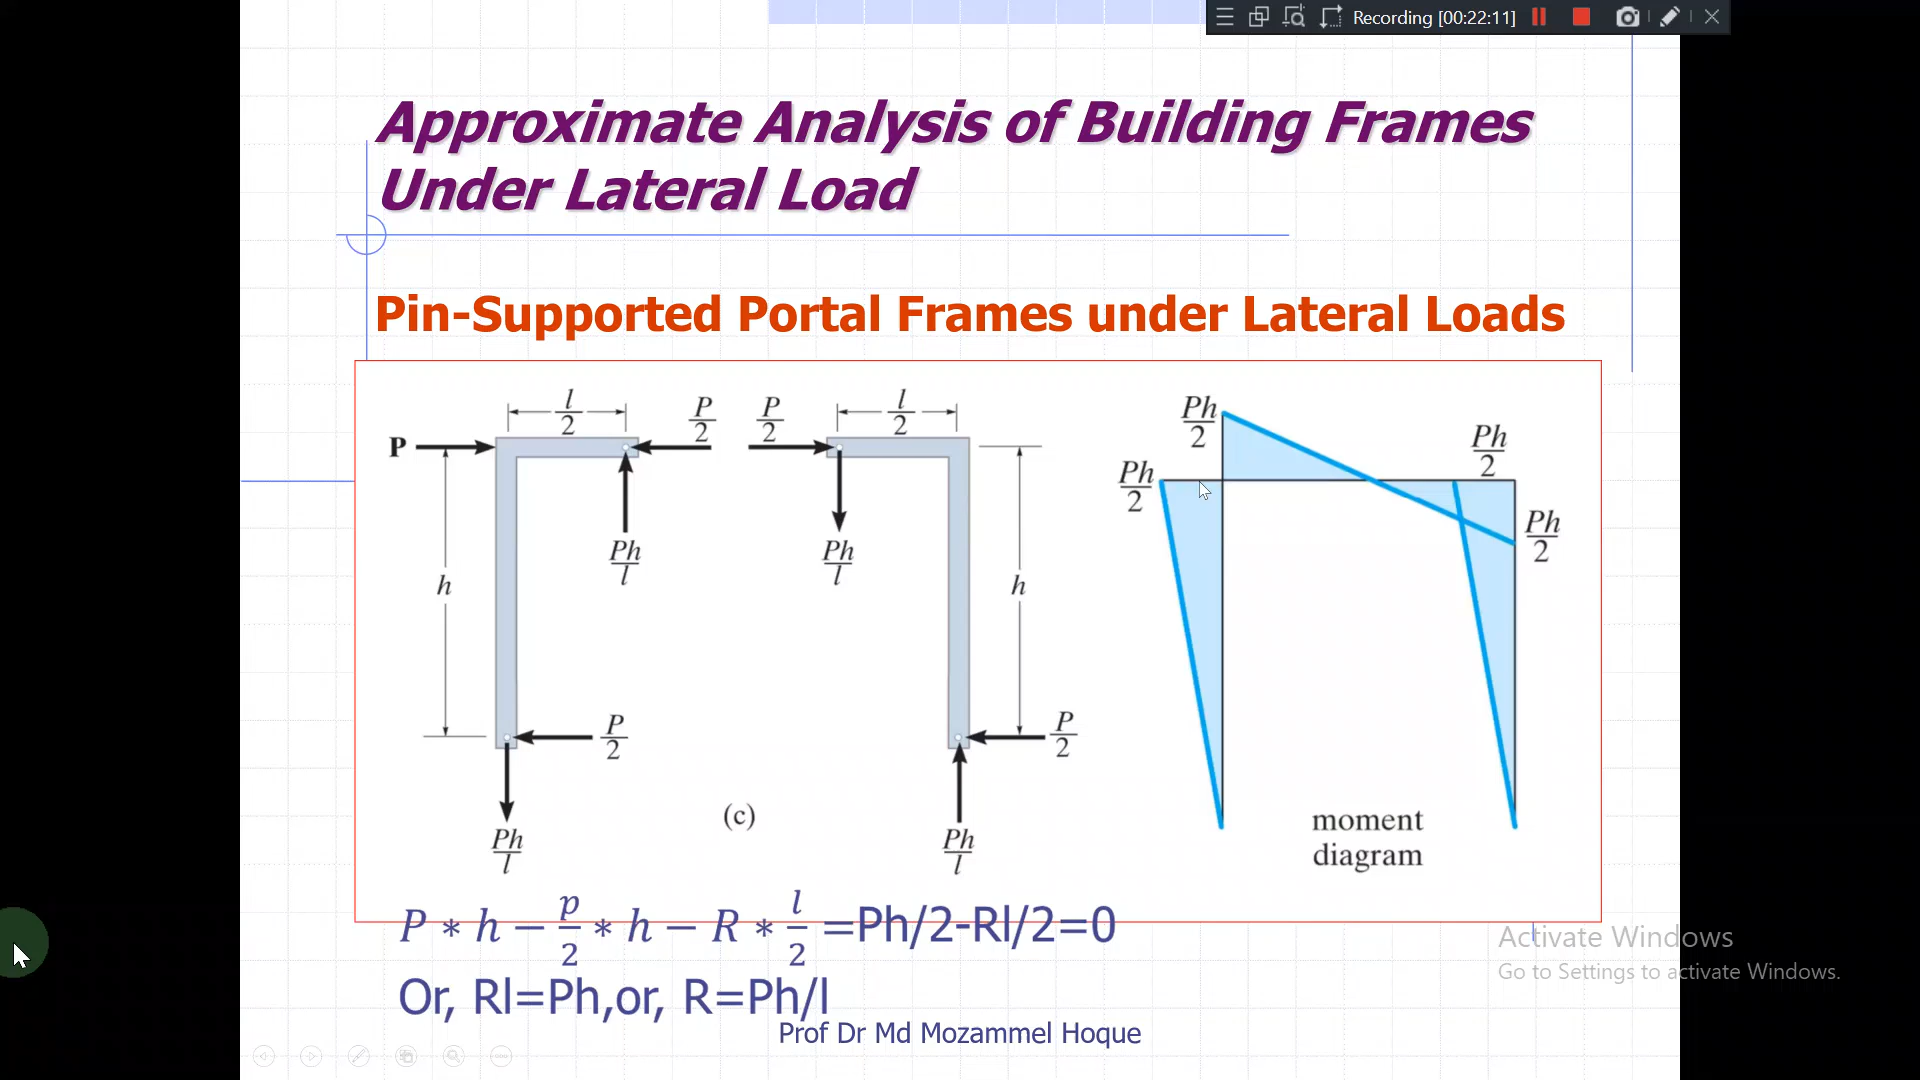 Recording [00:22:11]
Approximate Analysis of Building Frames
Under Lateral Load
Pin-Supported Portal Frames under Lateral Loads
l/2
P/2
P/2
l/2
P
Ph/l
Ph/l
h
h
P/2
P/2
Ph/l
Ph/l
(c)
Ph/2
Ph/2
Ph/2
Ph/2
moment
diagram
P ∗ h − p/2 ∗ h − R ∗ l/2 =Ph/2-Rl/2=0
Or, Rl=Ph,or, R=Ph/l
Prof Dr Md Mozammel Hoque
Activate Windows
Go to Settings to activate Windows.